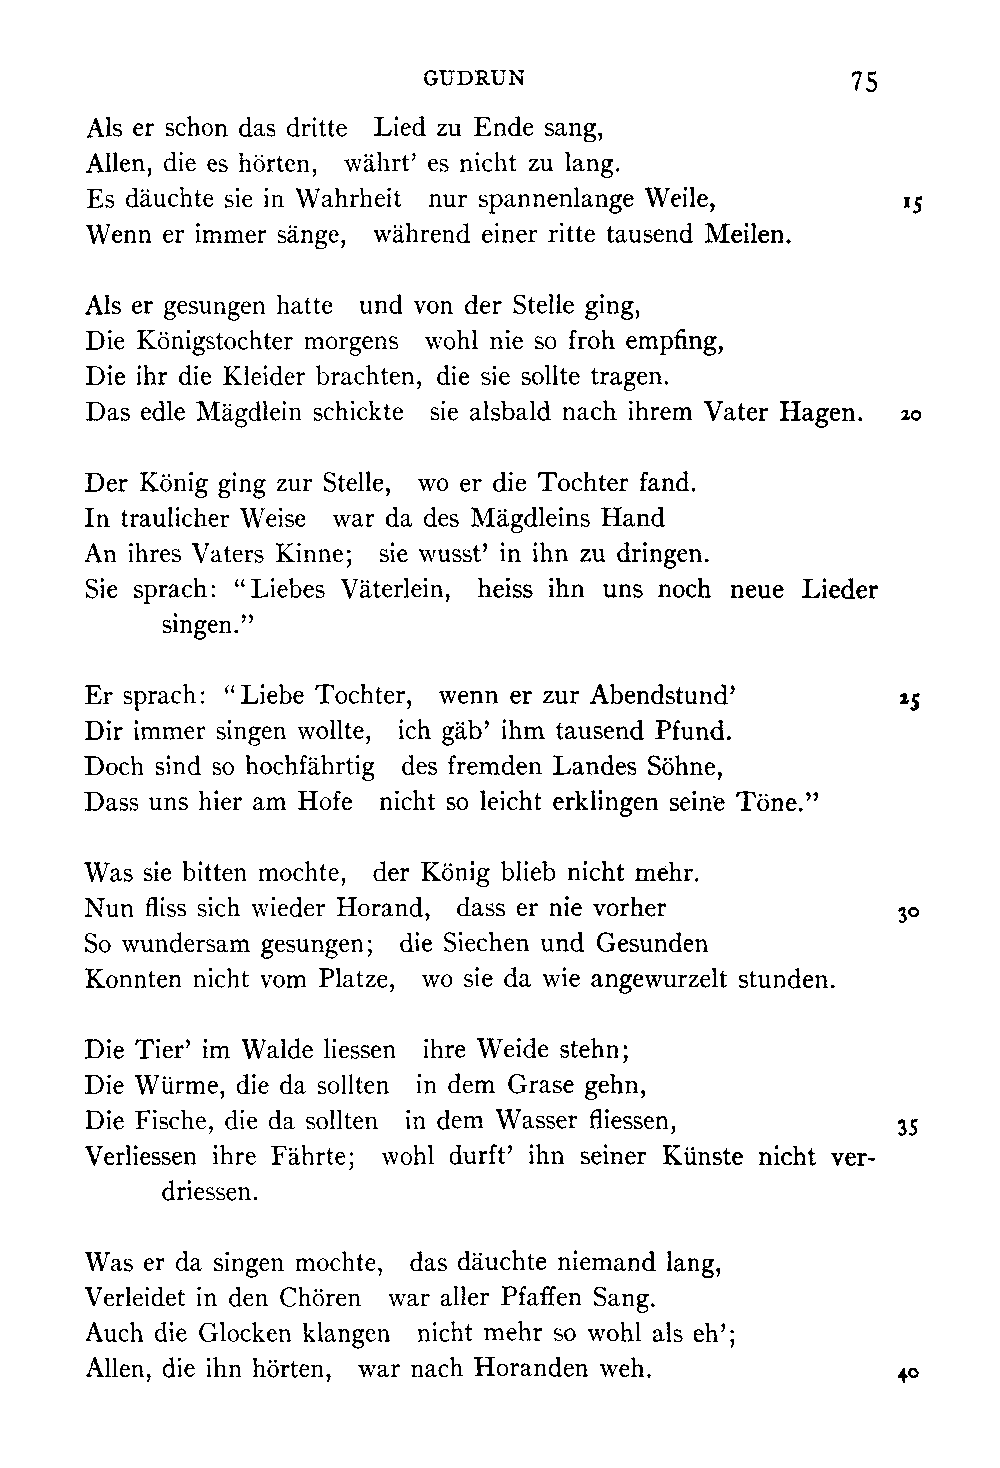 GUDRUN 75
Als er schon das dritte Lied zu Ende sang,
Allen, die es hörten, währt’ es nicht zu lang.
Es däuchte sie in Wahrheit nur spannenlange Weile, 15
Wenn er immer sänge, während einer ritte tausend Meilen.
Als er gesungen hatte und von der Stelle ging,
Die Königstochter morgens wohl nie so froh empfing,
Die ihr die Kleider brachten, die sie sollte tragen.
Das edle Mägdlein schickte sie alsbald nach ihrem Vater Hagen. 20
Der König ging zur Stelle, wo er die Tochter fand.
In traulicher Weise war da des Mägdleins Hand
An ihres Vaters Kinne; sie wusst’ in ihn zu dringen.
Sie sprach: “Liebes Väterlein, heiss ihn uns noch neue Lieder
singen.”
Er sprach: “Liebe Tochter, wenn er zur Abendstund’ 25
Dir immer singen wollte, ich gäb’ ihm tausend Pfund.
Doch sind so hochfährtig des fremden Landes Söhne,
Dass uns hier am Hofe nicht so leicht erklingen seine Töne.”
Was sie bitten mochte, der König blieb nicht mehr.
Nun fliss sich wieder Horand, dass er nie vorher 30
So wundersam gesungen; die Siechen und Gesunden
Konnten nicht vom Platze, wo sie da wie angewurzelt stunden.
Die Tier’ im Walde liessen ihre Weide stehn;
Die Würme, die da sollten in dem Grase gehn,
Die Fische, die da sollten in dem Wasser fliessen, 35
Verliessen ihre Fährte; wohl durft’ ihn seiner Künste nicht ver-
driessen.
Was er da singen mochte, das däuchte niemand lang,
Verleidet in den Chören war aller Pfaffen Sang.
Auch die Glocken klangen nicht mehr so wohl als eh’;
Allen, die ihn hörten, war nach Horanden weh. 40